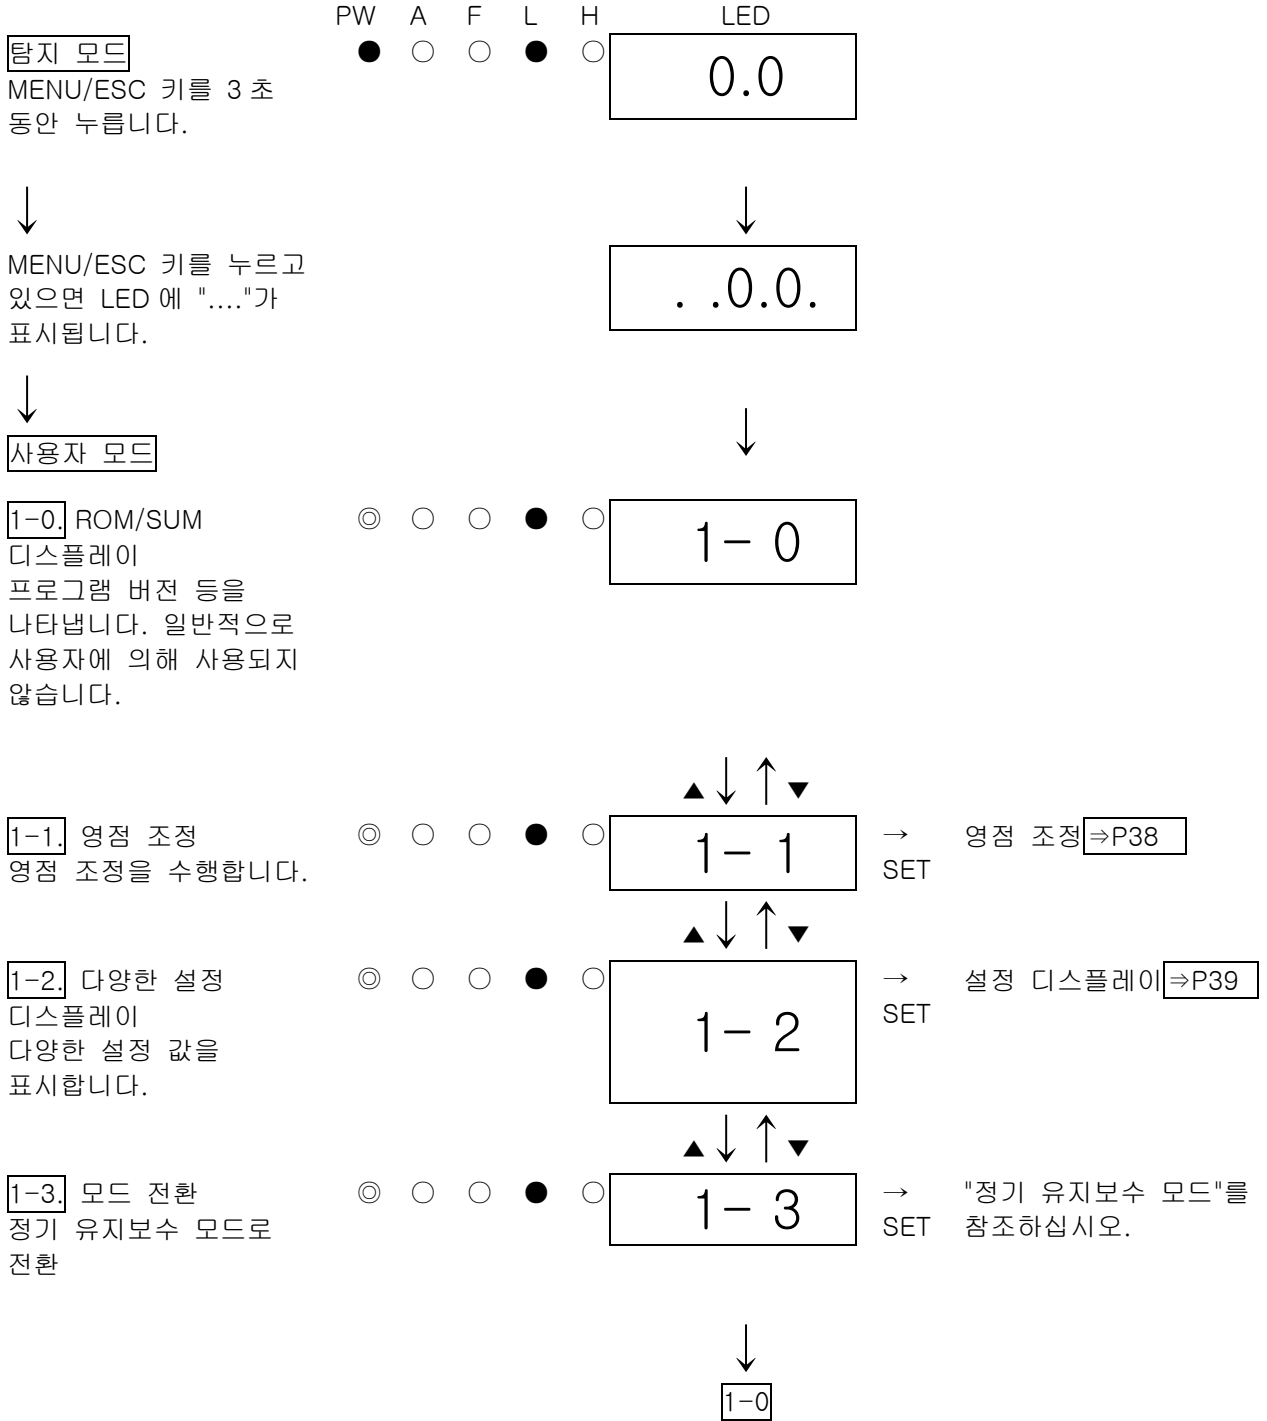 PW A F L H LED
탐지 모드 ● ○ ○ ● ○ 0.0
MENU/ESC 키를 3초
동안 누릅니다.
↓ ↓
MENU/ESC 키를 누르고
있으면 LED에 "...."가
표시됩니다.
. .0.0.
↓ ↓
사용자 모드
1-0. ROM/SUM ◎ ○ ○ ● ○ 1- 0
디스플레이
프로그램 버전 등을
나타냅니다. 일반적으로
사용자에 의해 사용되지
않습니다.
▲↓↑▼
1-1. 영점 조정 ◎ ○ ○ ● ○ 1- 1 → 영점 조정⇒P38
영점 조정을 수행합니다. SET
▲↓↑▼
1-2. 다양한 설정 ◎ ○ ○ ● ○ 1- 2 → 설정 디스플레이⇒P39
디스플레이 SET
다양한 설정 값을
표시합니다.
▲↓↑▼
1-3. 모드 전환 ◎ ○ ○ ● ○ 1- 3 → "정기 유지보수 모드"를
정기 유지보수 모드로 SET 참조하십시오.
전환
↓
1-0